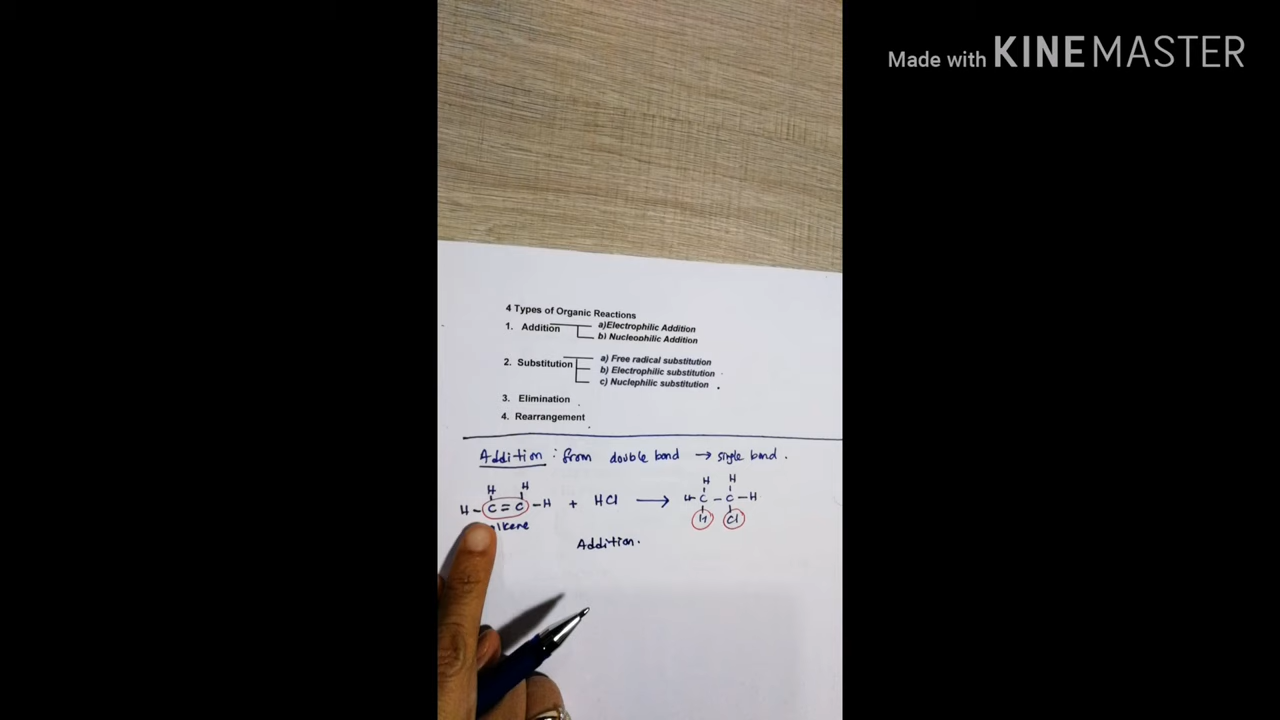 Made with KINEMASTER
4 Types of Organic Reactions
1. Addition
a)Electrophilic Addition
b) Nucleophilic Addition
2. Substitution
a) Free radical substitution
b) Electrophilic substitution
c) Nuclephilic substitution
3. Elimination
4. Rearrangement
Addition : from double bond → single bond.
H H
H - C = C - H + HCl →
alkene
H H
H - C - C - H
H Cl
Addition.